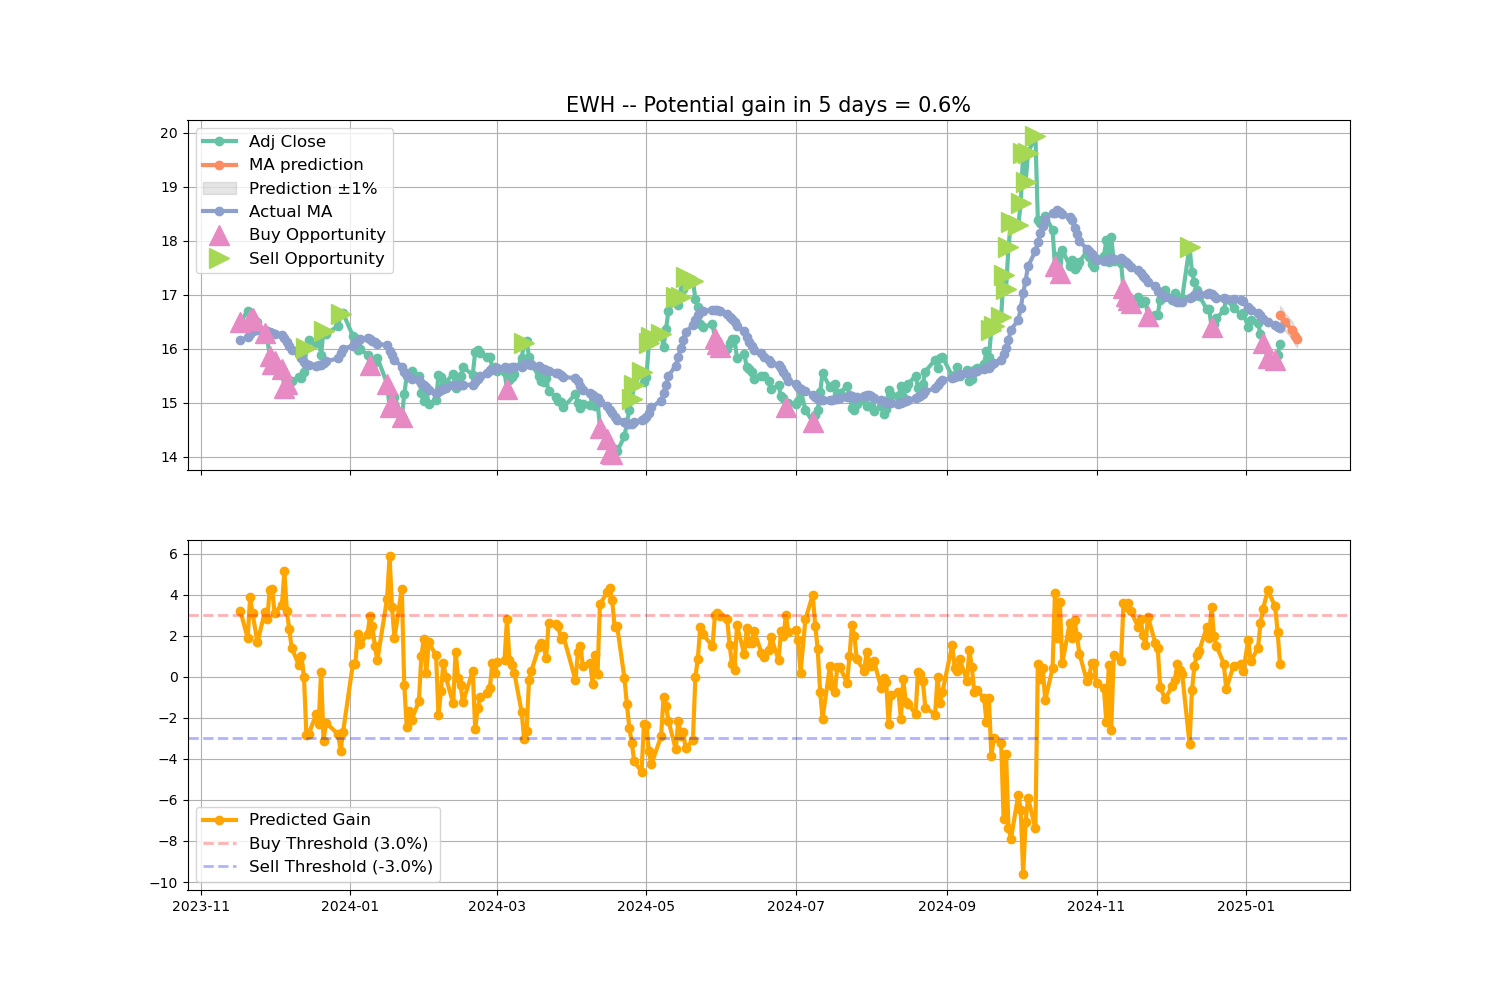 EWH -- Potential gain in 5 days = 0.6%
20
19
18
17
16
15
14
Adj Close
MA prediction
Prediction ±1%
Actual MA
Buy Opportunity
Sell Opportunity
6
4
2
0
−2
−4
−6
−8
−10
Predicted Gain
Buy Threshold (3.0%)
Sell Threshold (-3.0%)
2023-11
2024-01
2024-03
2024-05
2024-07
2024-09
2024-11
2025-01